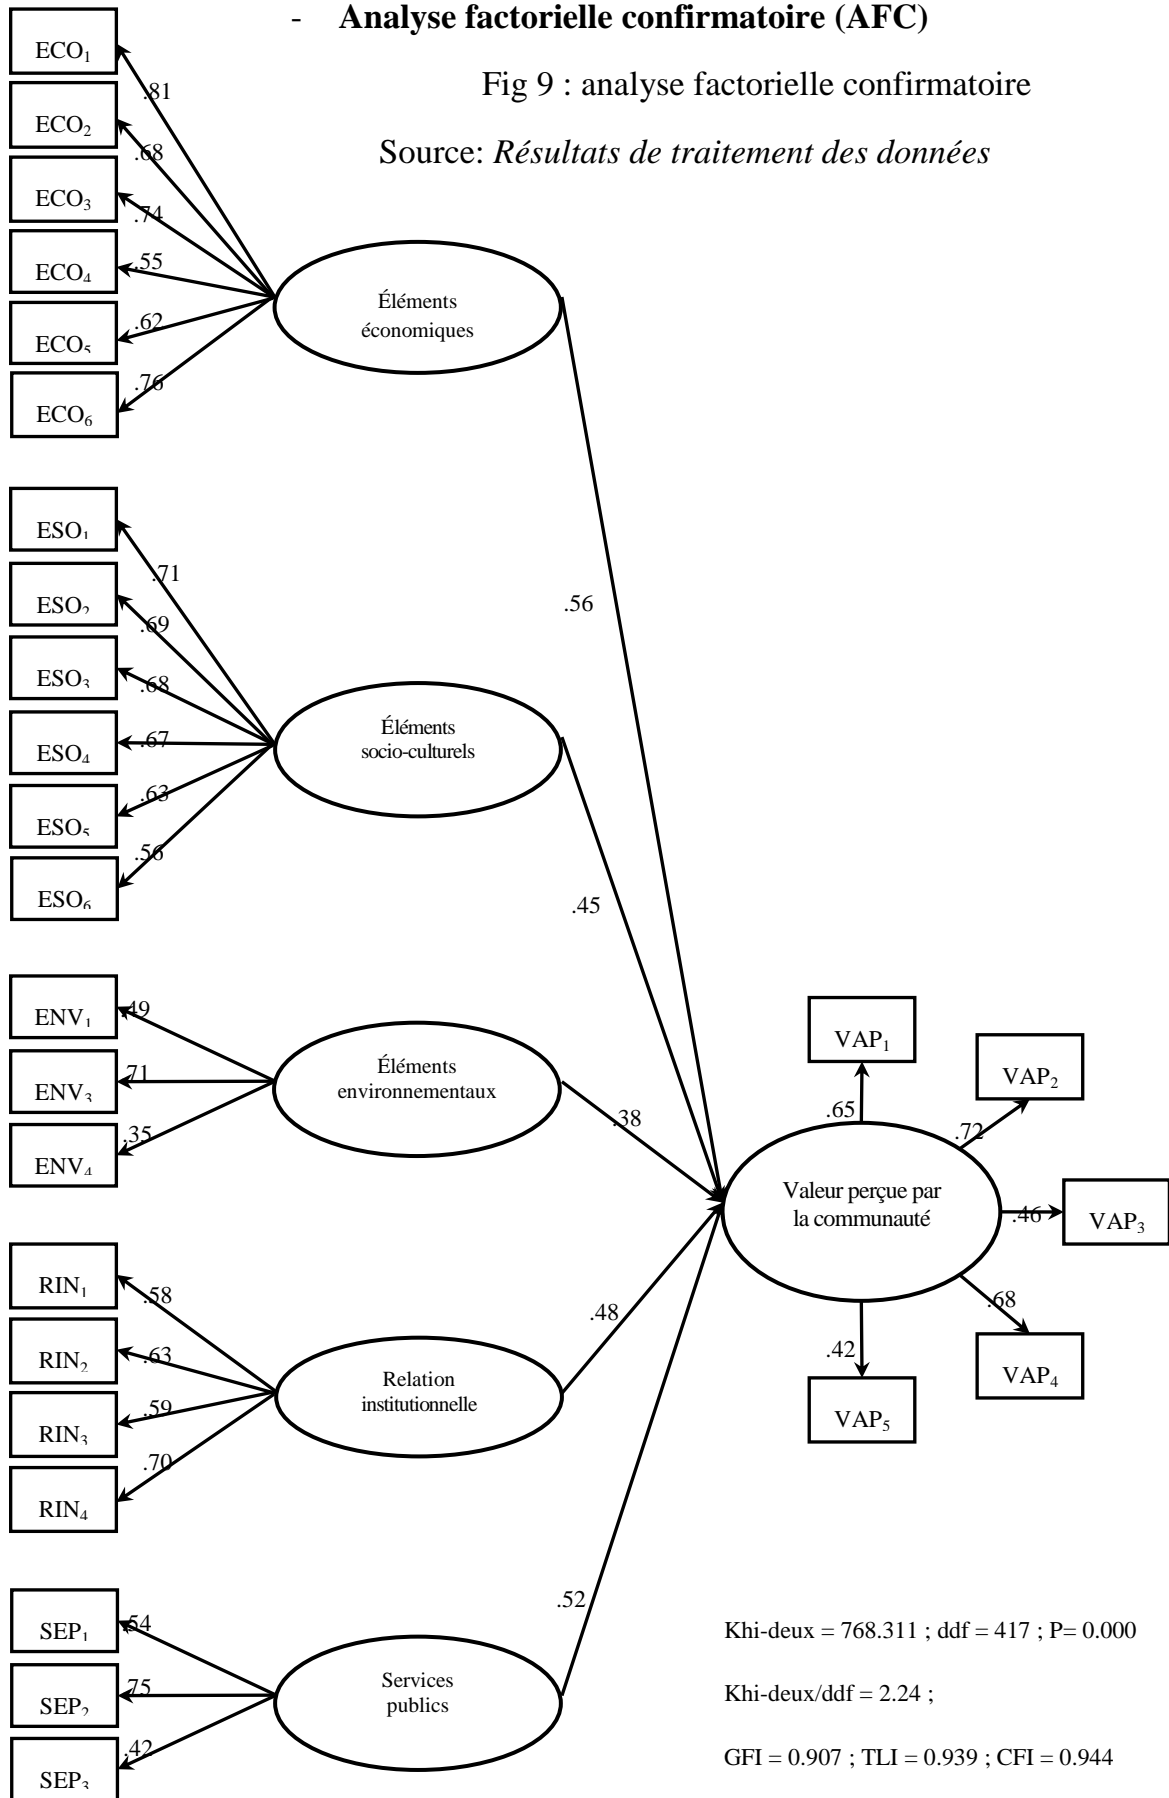 - Analyse factorielle confirmatoire (AFC)
Fig 9 : analyse factorielle confirmatoire
Source: Résultats de traitement des données
ECO₁
.81
ECO₂
.68
ECO₃
.74
ECO₄
.55
ECO₅
.62
ECO₆
.76
Éléments
économiques
.56
ESO₁
.71
ESO₂
.69
ESO₃
.68
ESO₄
.67
ESO₅
.63
ESO₆
.56
Éléments
socio-culturels
.45
ENV₁
.49
ENV₃
.71
ENV₄
.35
Éléments
environnementaux
.38
RIN₁
.58
RIN₂
.63
RIN₃
.59
RIN₄
.70
Relation
institutionnelle
.48
SEP₁
.54
SEP₂
.75
SEP₃
.42
Services
publics
.52
Valeur perçue par
la communauté
VAP₁
.65
VAP₂
.72
VAP₃
.46
VAP₄
.68
VAP₅
.42
Khi-deux = 768.311 ; ddf = 417 ; P= 0.000
Khi-deux/ddf = 2.24 ;
GFI = 0.907 ; TLI = 0.939 ; CFI = 0.944